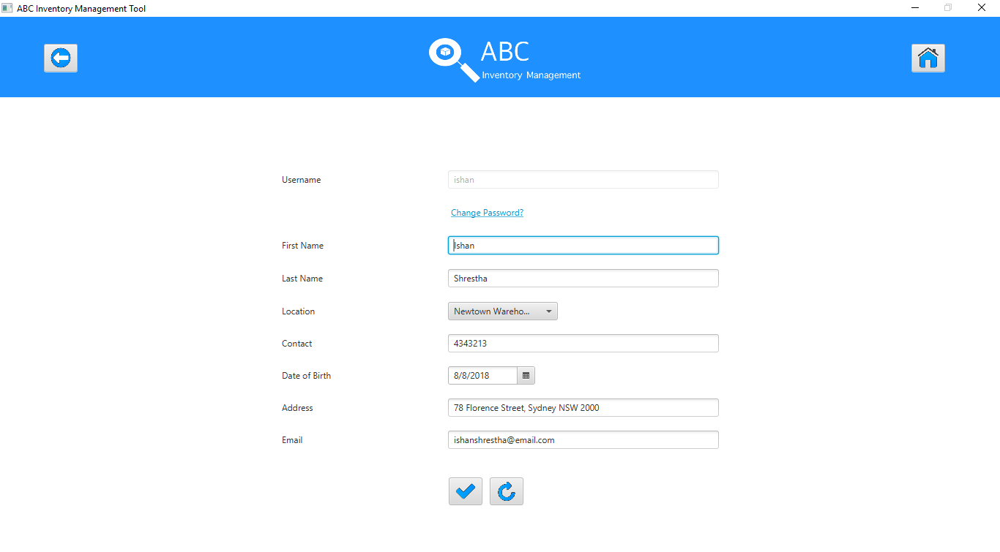 ABC Inventory Management Tool
ABC
Inventory Management
Username ishan
Change Password?
First Name Ishan
Last Name Shrestha
Location Newtown Wareho...
Contact 4343213
Date of Birth 8/8/2018
Address 78 Florence Street, Sydney NSW 2000
Email ishanshrestha@email.com